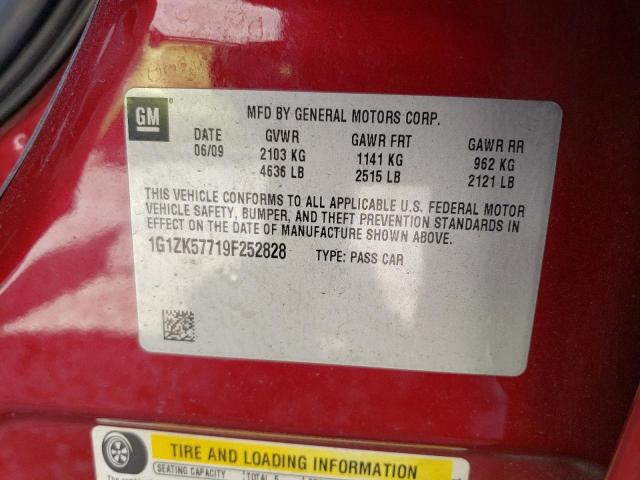 GM
MFD BY GENERAL MOTORS CORP.
DATE GVWR GAWR FRT GAWR RR
06/09 2103 KG 1141 KG 962 KG
4636 LB 2515 LB 2121 LB
THIS VEHICLE CONFORMS TO ALL APPLICABLE U.S. FEDERAL MOTOR
VEHICLE SAFETY, BUMPER, AND THEFT PREVENTION STANDARDS IN
EFFECT ON THE DATE OF MANUFACTURE SHOWN ABOVE.
1G1ZK57719F252828 TYPE: PASS CAR
TIRE AND LOADING INFORMATION
SEATING CAPACITY TOTAL 5